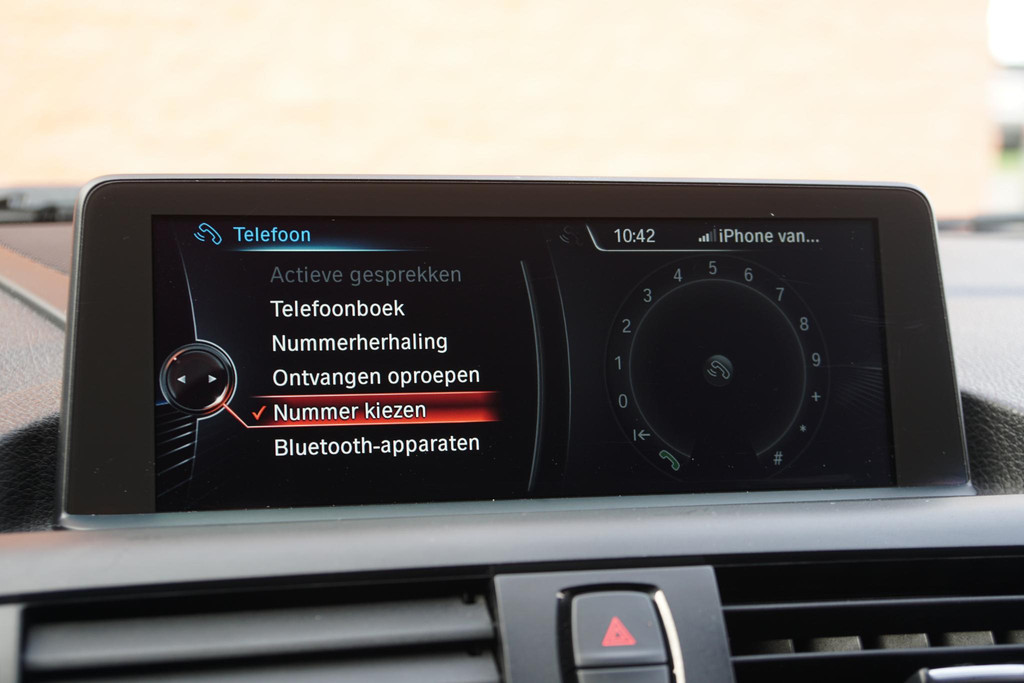 Telefoon
10:42
iPhone van...
Actieve gesprekken
Telefoonboek
Nummerherhaling
Ontvangen oproepen
Nummer kiezen
Bluetooth-apparaten
0 1 2 3 4 5 6 7 8 9 + * #